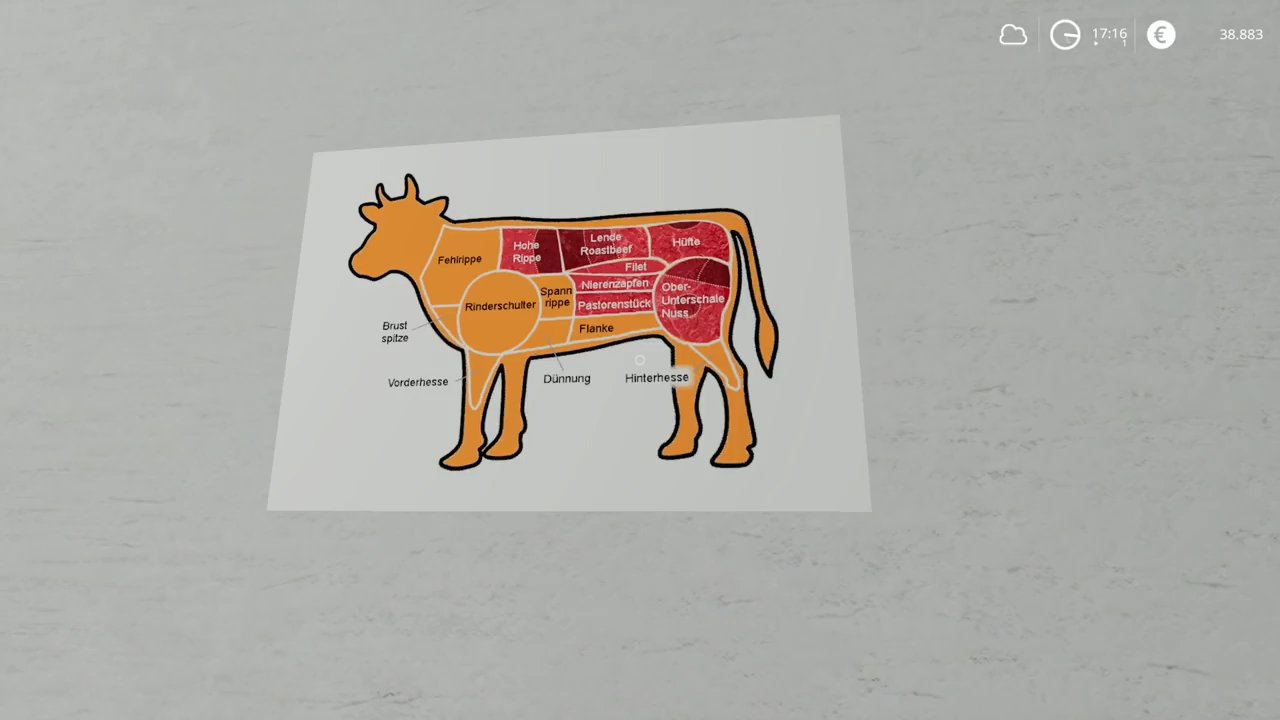 17:16
1
€
38.883
Fehlrippe
Hohe
Rippe
Lende
Roastbeef
Hüfte
Filet
Nierenzapfen
Pastorenstück
Ober-
Unterschale
Nuss
Rinderschulter
Spann
rippe
Flanke
Brust
spitze
Vorderhesse
Dünnung
Hinterhesse